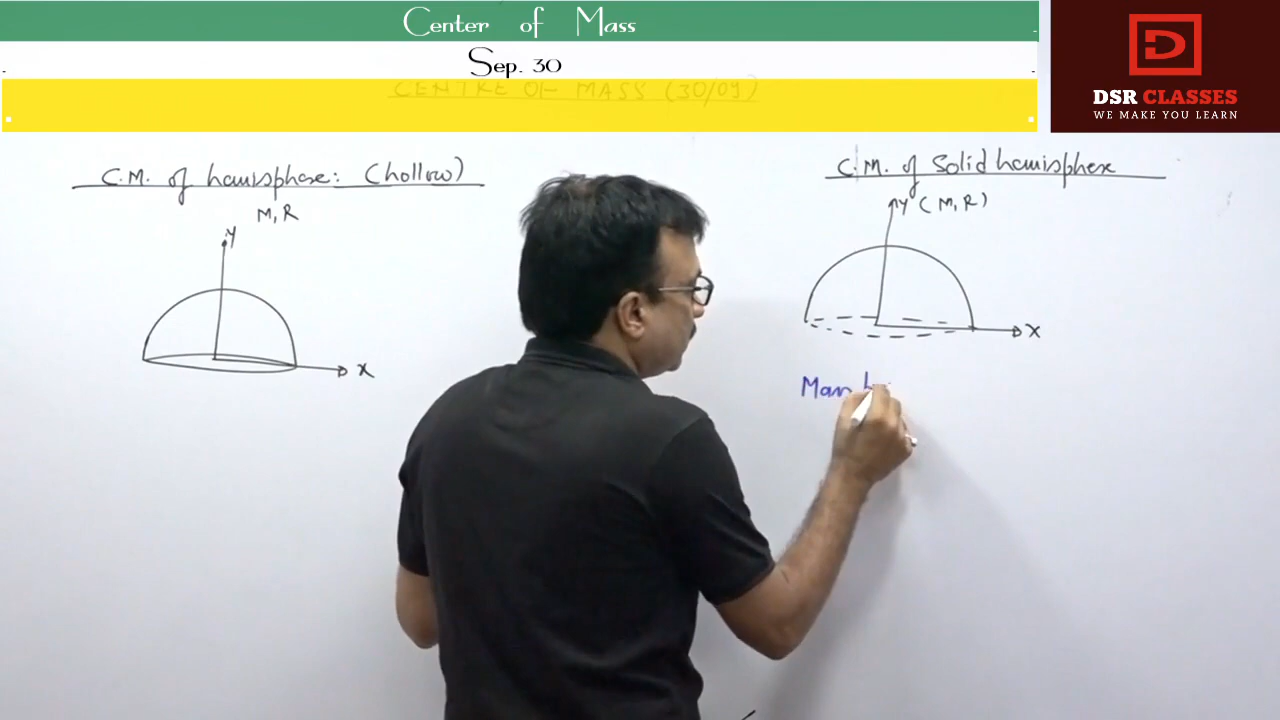 Center of Mass
Sep. 30
CENTRE OF MASS (30/09)
DSR CLASSES
WE MAKE YOU LEARN
C.M. of hemisphere: (hollow)
M, R
Y
X
C.M. of Solid hemisphere
Y (M, R)
X